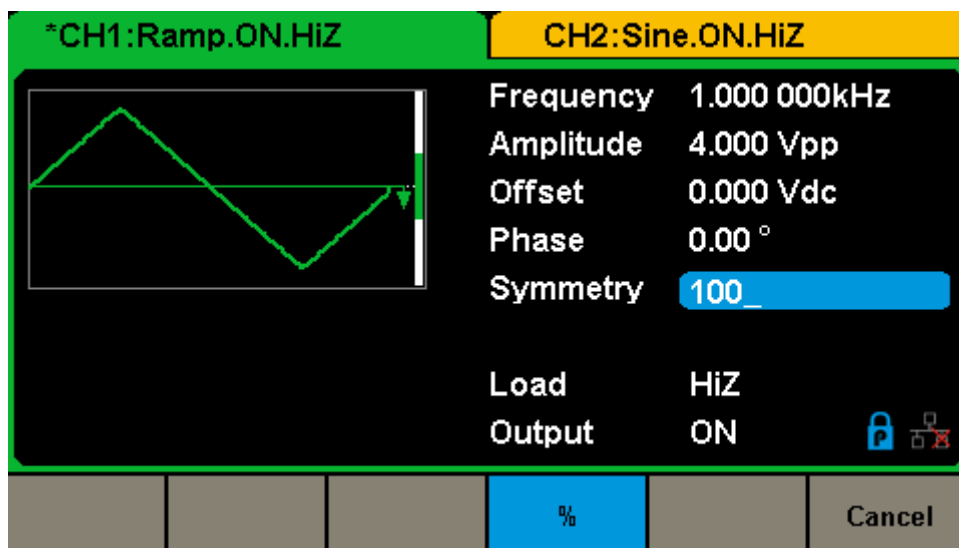 *CH1:Ramp.ON.HiZ CH2:Sine.ON.HiZ
Frequency 1.000 000kHz
Amplitude 4.000 Vpp
Offset 0.000 Vdc
Phase 0.00 °
Symmetry 100_
Load HiZ
Output ON P
% Cancel